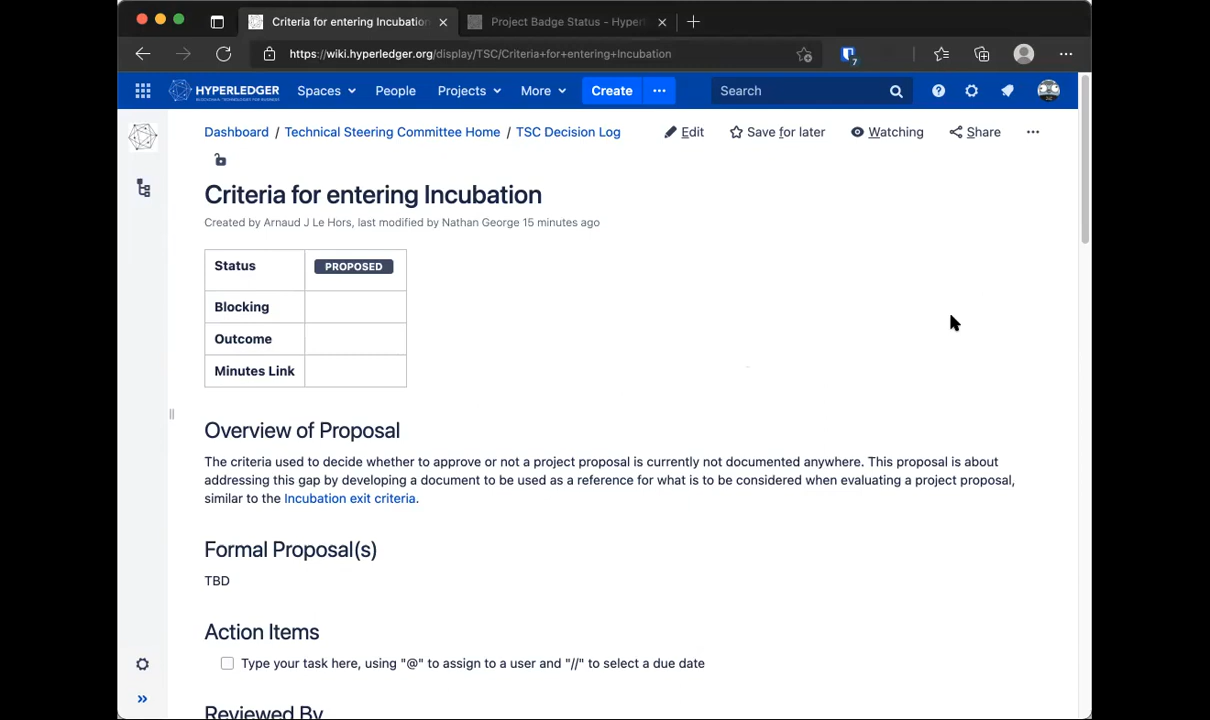 Criteria for entering Incubation
Project Badge Status - Hyper
https://wiki.hyperledger.org/display/TSC/Criteria+for+entering+Incubation
7
HYPERLEDGER
Spaces
People
Projects
More
Create
Search
Dashboard / Technical Steering Committee Home / TSC Decision Log
Edit
Save for later
Watching
Share
Criteria for entering Incubation
Created by Arnaud J Le Hors, last modified by Nathan George 15 minutes ago
Status PROPOSED
Blocking
Outcome
Minutes Link
Overview of Proposal
The criteria used to decide whether to approve or not a project proposal is currently not documented anywhere. This proposal is about
addressing this gap by developing a document to be used as a reference for what is to be considered when evaluating a project proposal,
similar to the Incubation exit criteria.
Formal Proposal(s)
TBD
Action Items
Type your task here, using "@" to assign to a user and "//" to select a due date
Reviewed By